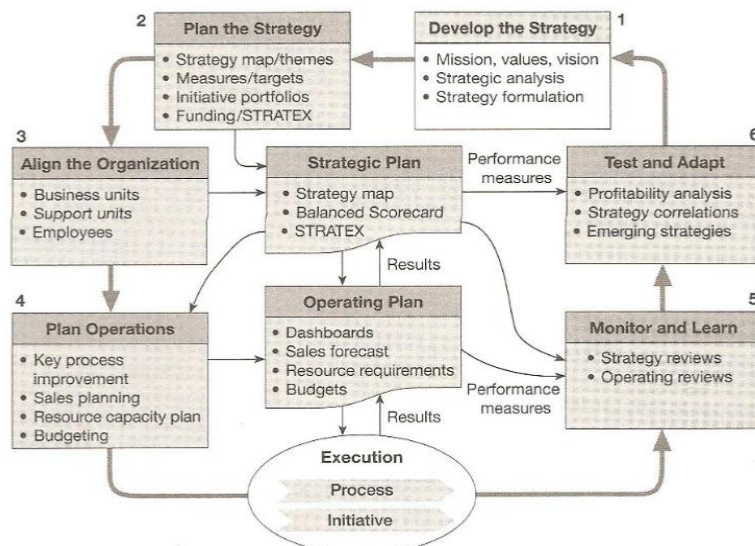 2
Plan the Strategy
• Strategy map/themes
• Measures/targets
• Initiative portfolios
• Funding/STRATEX
Develop the Strategy
1
• Mission, values, vision
• Strategic analysis
• Strategy formulation
3
Align the Organization
• Business units
• Support units
• Employees
Strategic Plan
• Strategy map
• Balanced Scorecard
• STRATEX
Performance
measures
6
Test and Adapt
• Profitability analysis
• Strategy correlations
• Emerging strategies
Results
4
Plan Operations
• Key process
improvement
• Sales planning
• Resource capacity plan
• Budgeting
Operating Plan
• Dashboards
• Sales forecast
• Resource requirements
• Budgets
Performance
measures
5
Monitor and Learn
• Strategy reviews
• Operating reviews
Results
Execution
Process
Initiative